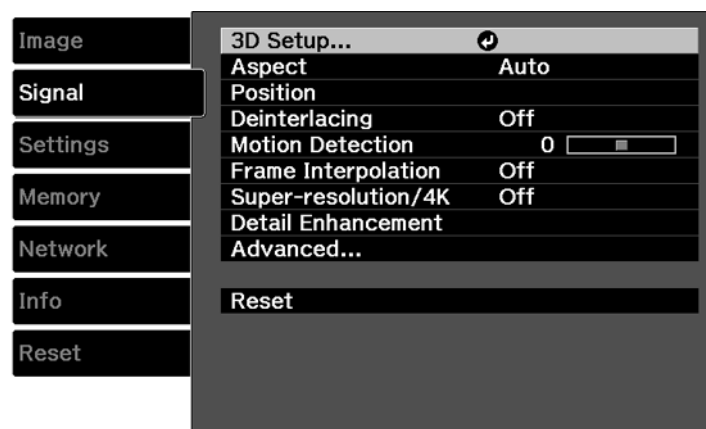 Image
Signal
Settings
Memory
Network
Info
Reset
3D Setup...
Aspect Auto
Position
Deinterlacing Off
Motion Detection 0
Frame Interpolation Off
Super-resolution/4K Off
Detail Enhancement
Advanced...
Reset